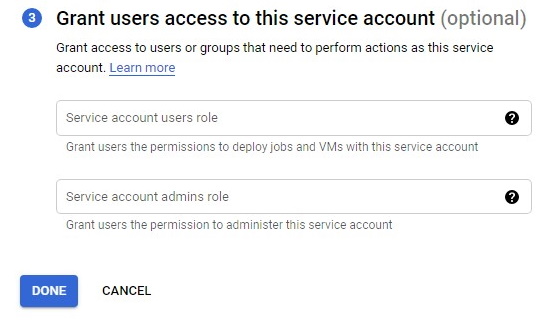 3 Grant users access to this service account (optional)
Grant access to users or groups that need to perform actions as this service
account. Learn more
Service account users role
Grant users the permissions to deploy jobs and VMs with this service account
Service account admins role
Grant users the permission to administer this service account
DONE CANCEL